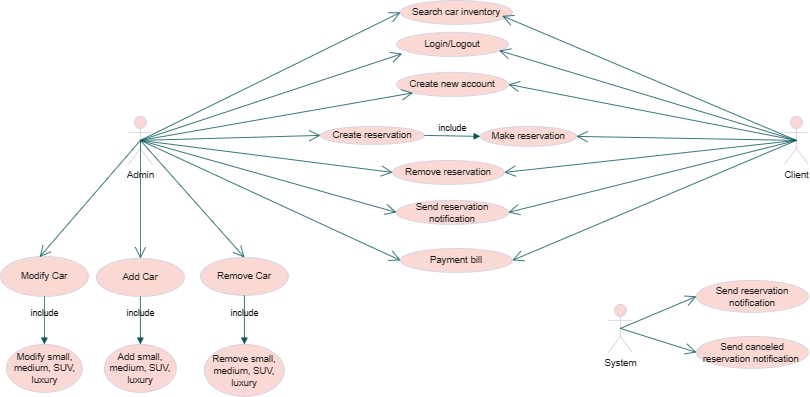 Search car inventory
Login/Logout
Create new account
Create reservation
include
Make reservation
Admin
Client
Remove reservation
Send reservation
notification
Payment bill
Modify Car
Add Car
Remove Car
include
include
include
Modify small,
medium, SUV,
luxury
Add small,
medium, SUV,
luxury
Remove small,
medium, SUV,
luxury
Send reservation
notification
System
Send canceled
reservation notification